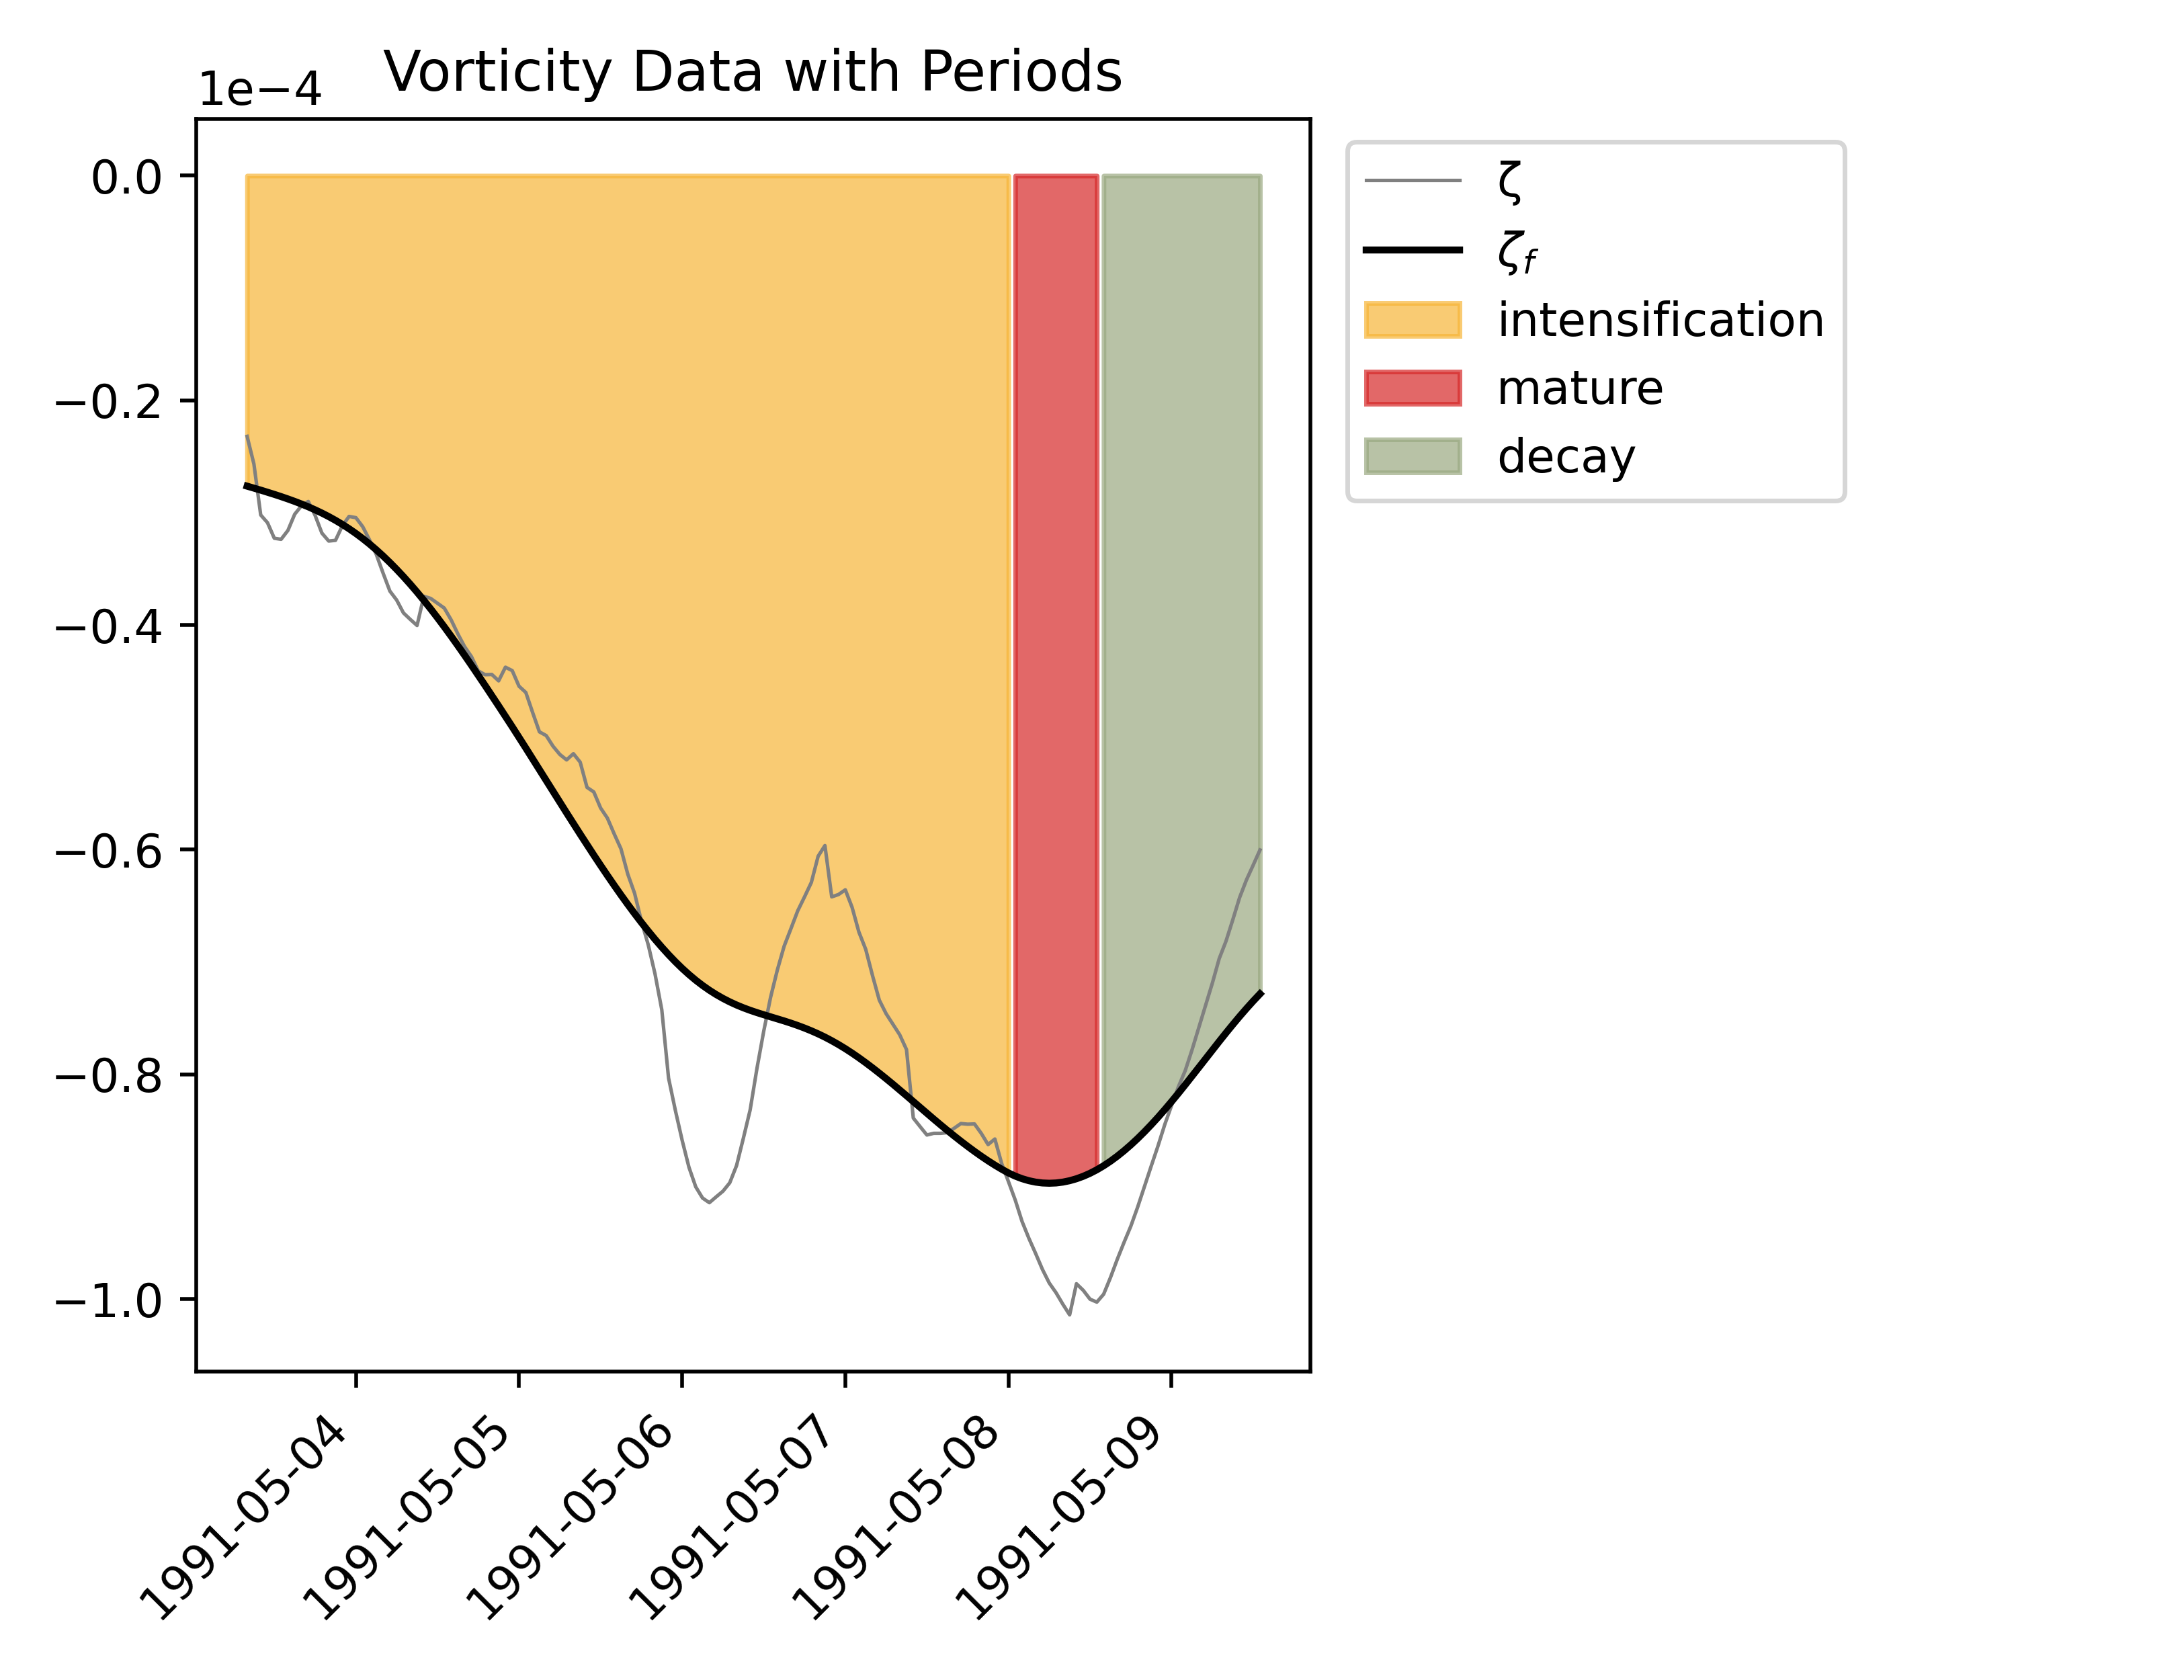 Vorticity Data with Periods
1e−4
0.0
−0.2
−0.4
−0.6
−0.8
−1.0
1991-05-04
1991-05-05
1991-05-06
1991-05-07
1991-05-08
1991-05-09
ζ
ζf
intensification
mature
decay